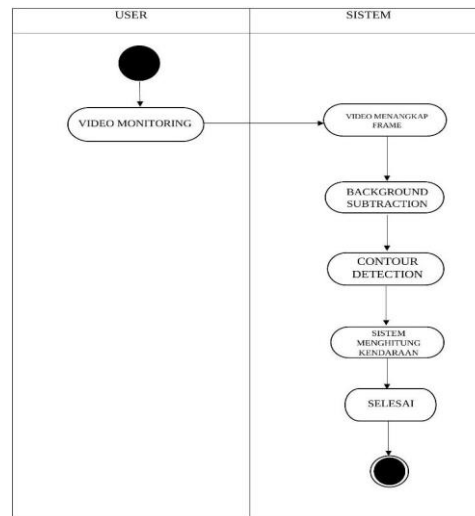 USER
SISTEM
VIDEO MONITORING
VIDEO MENANGKAP
FRAME
BACKGROUND
SUBTRACTION
CONTOUR
DETECTION
SISTEM
MENGHITUNG
KENDARAAN
SELESAI